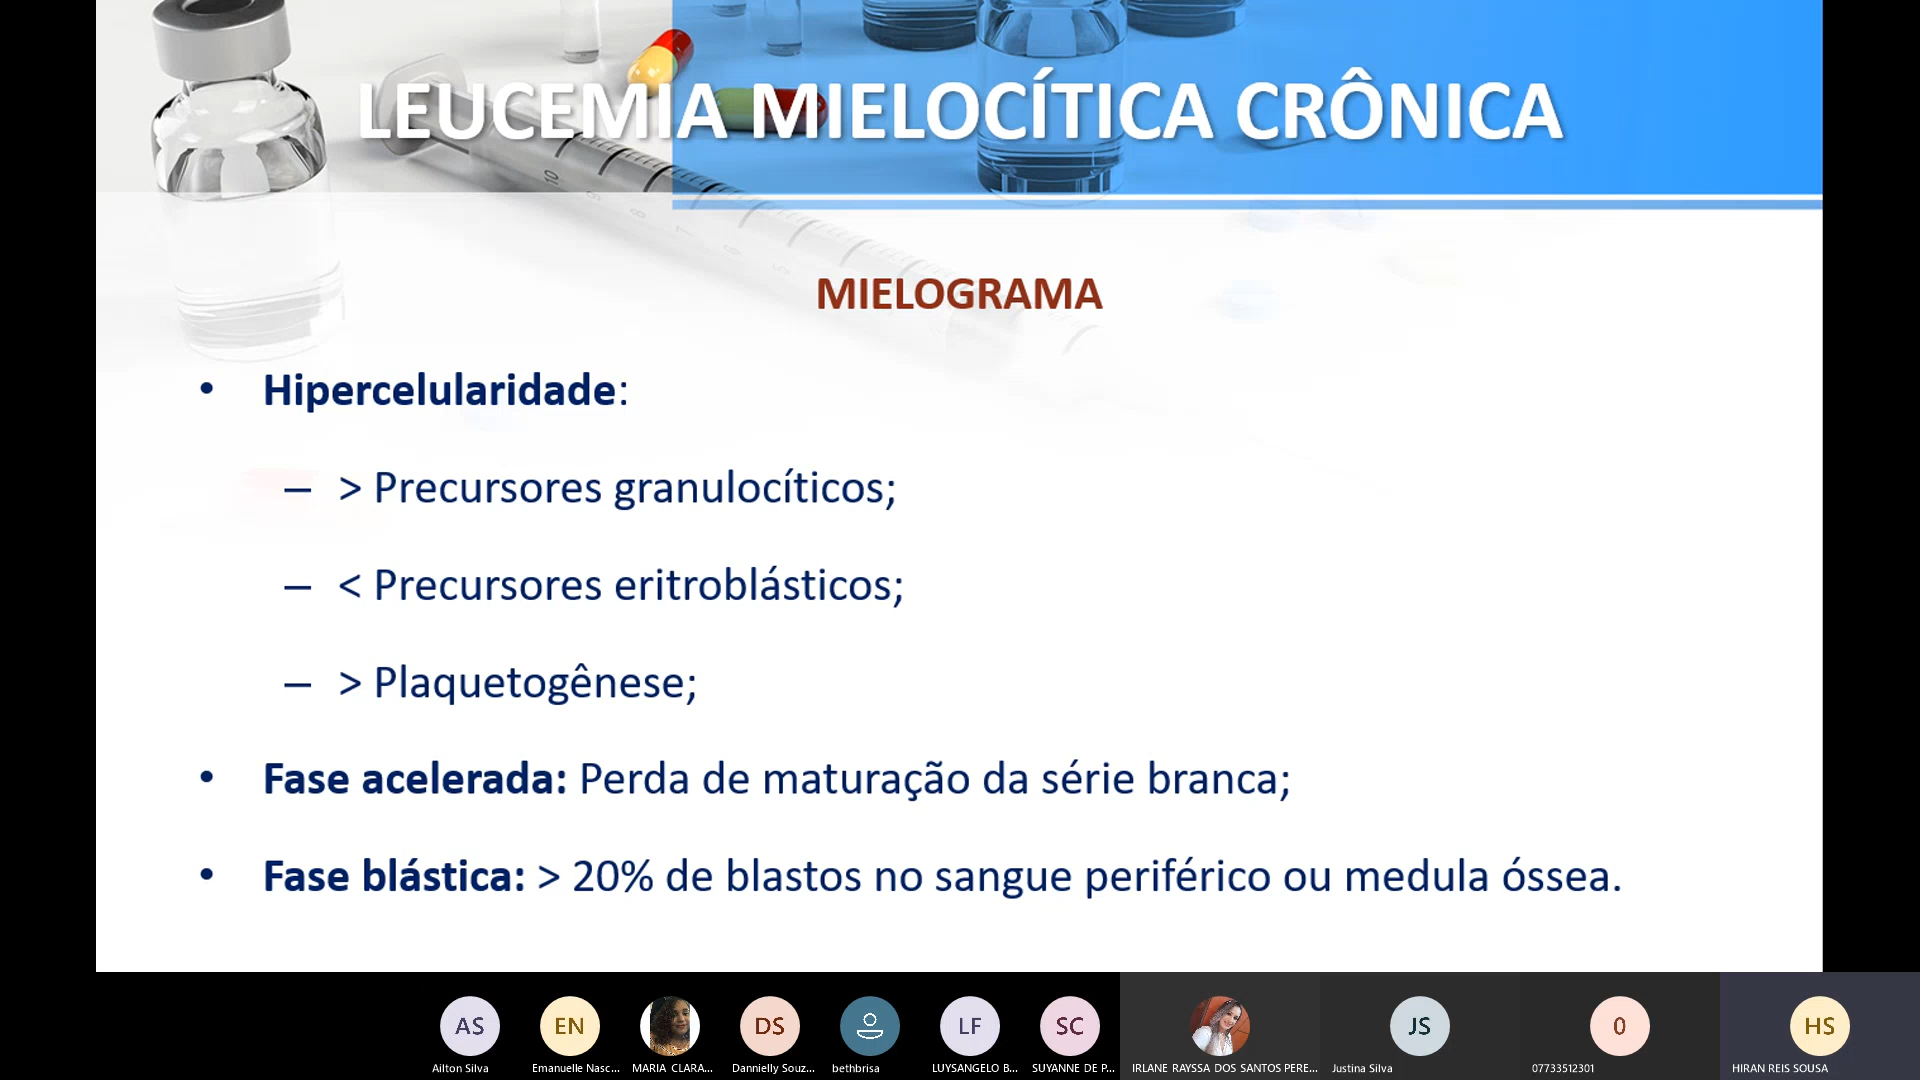 LEUCEMIA MIELOCÍTICA CRÔNICA
MIELOGRAMA
• Hipercelularidade:
– > Precursores granulocíticos;
– < Precursores eritroblásticos;
– > Plaquetogênese;
• Fase acelerada: Perda de maturação da série branca;
• Fase blástica: > 20% de blastos no sangue periférico ou medula óssea.
AS EN DS LF SC JS 0 HS
Ailton Silva Emanuelle Nasc... MARIA CLARA... Dannielly Souz... bethbrisa LUYSANGELO B... SUYANNE DE P... IRLANE RAYSSA DOS SANTOS PERE... Justina Silva 07733512301 HIRAN REIS SOUSA